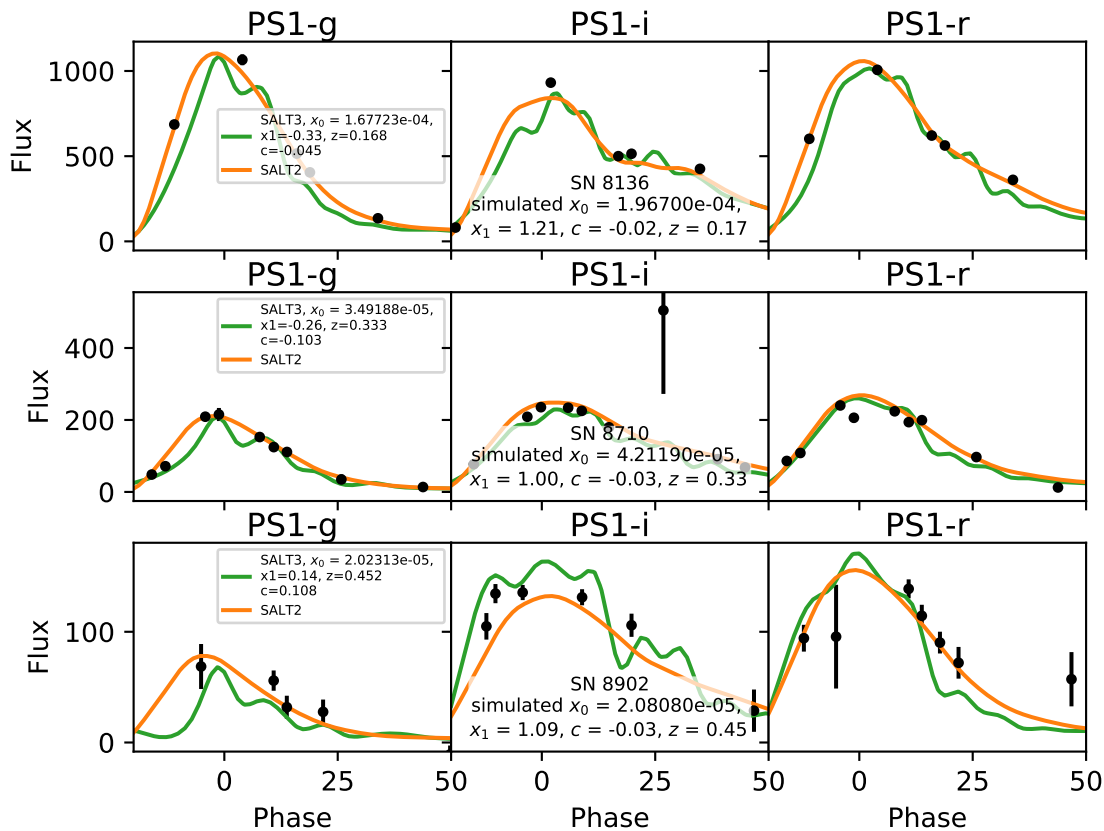 PS1-g PS1-i PS1-r
Flux
1000
500
0
SALT3, x₀ = 1.67723e-04,
x1=-0.33, z=0.168
c=-0.045
SALT2
SN 8136
simulated x₀ = 1.96700e-04,
x₁ = 1.21, c = -0.02, z = 0.17
PS1-g PS1-i PS1-r
Flux
400
200
0
SALT3, x₀ = 3.49188e-05,
x1=-0.26, z=0.333
c=-0.103
SALT2
SN 8710
simulated x₀ = 4.21190e-05,
x₁ = 1.00, c = -0.03, z = 0.33
PS1-g PS1-i PS1-r
Flux
100
0
SALT3, x₀ = 2.02313e-05,
x1=0.14, z=0.452
c=0.108
SALT2
SN 8902
simulated x₀ = 2.08080e-05,
x₁ = 1.09, c = -0.03, z = 0.45
0 25 50 0 25 50 0 25 50
Phase Phase Phase